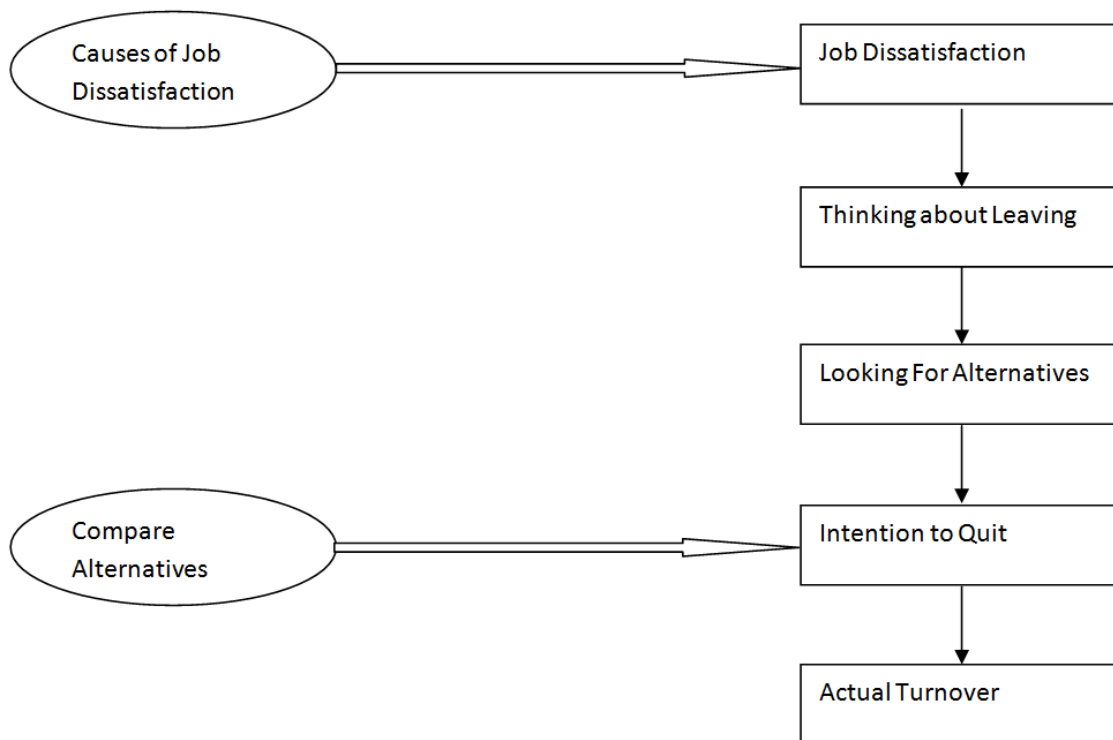 Causes of Job
Dissatisfaction
Job Dissatisfaction
Thinking about Leaving
Looking For Alternatives
Compare
Alternatives
Intention to Quit
Actual Turnover